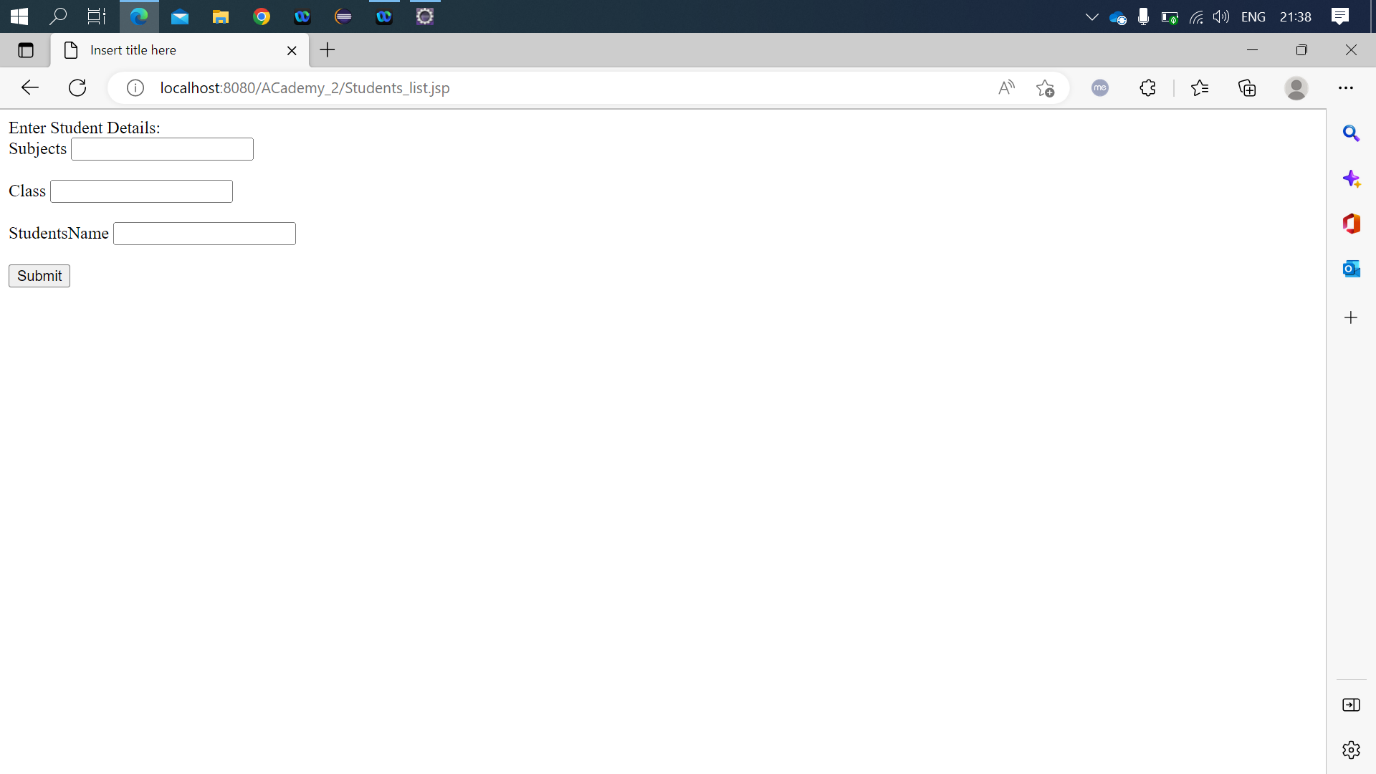 ENG 21:38
Insert title here
localhost:8080/ACademy_2/Students_list.jsp
Enter Student Details:
Subjects
Class
StudentsName
Submit